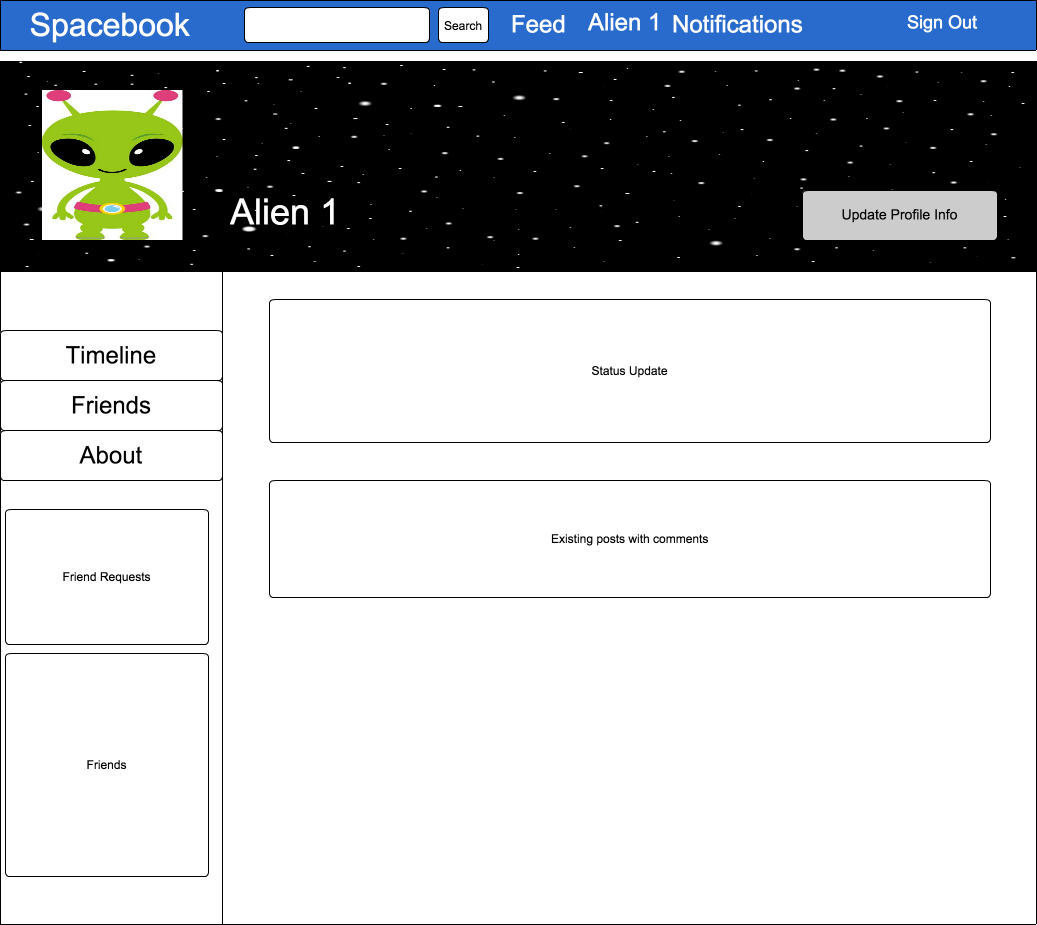 Spacebook
Search
Feed
Alien 1
Notifications
Sign Out
Alien 1
Update Profile Info
Timeline
Friends
About
Friend Requests
Friends
Status Update
Existing posts with comments